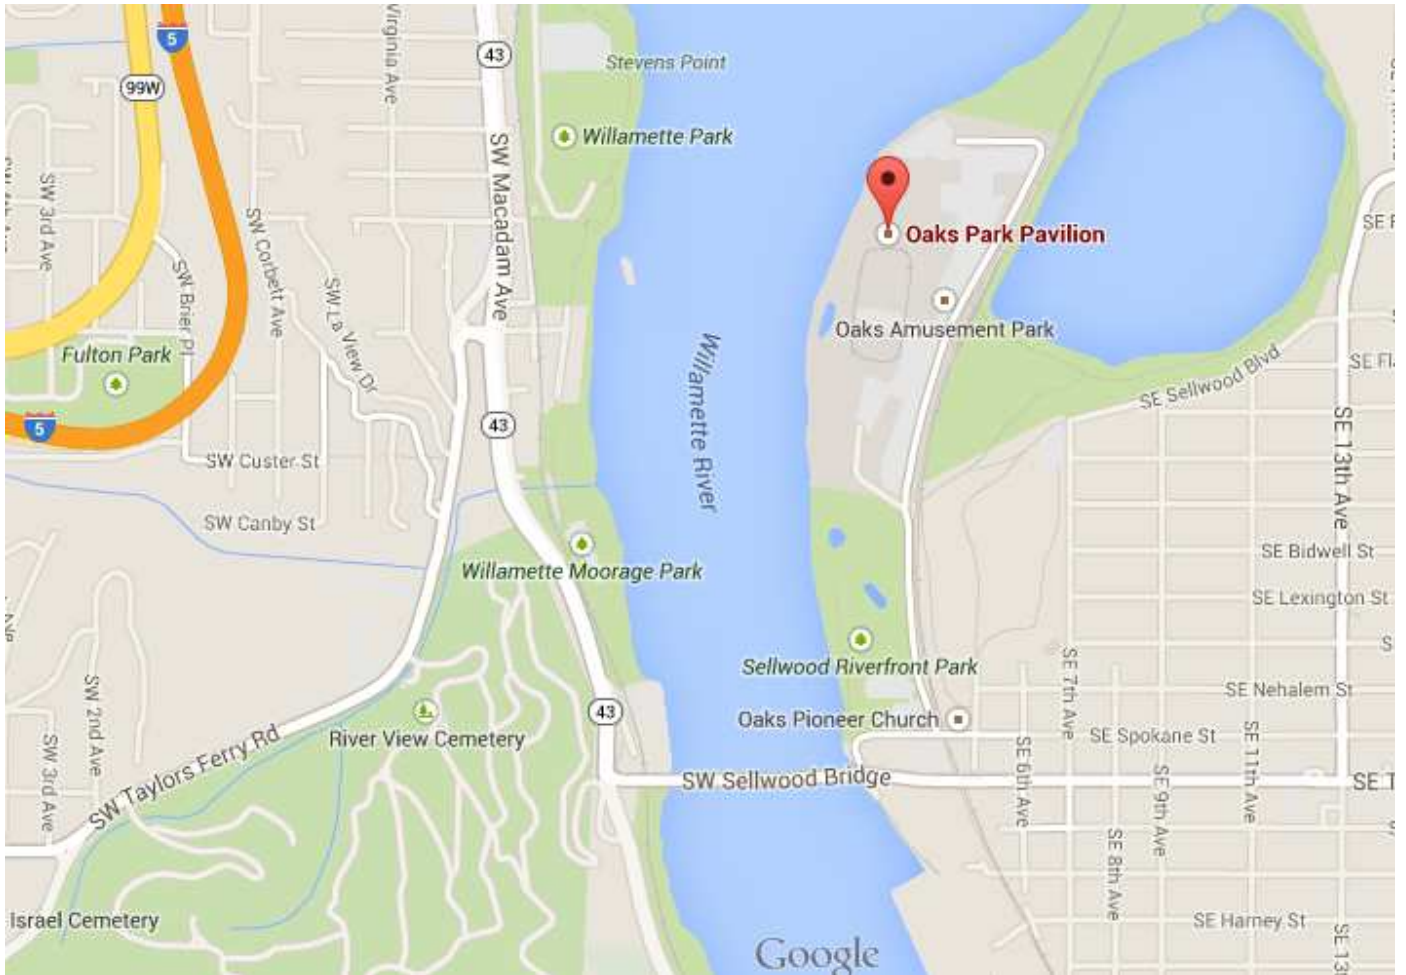 5
Virginia Ave
43
Stevens Point
99W
Willamette Park
SW Macadam Ave
SW 3rd Ave
SW Corbett Ave
Oaks Park Pavilion
SW Brier Pl
SW La View Dr
Oaks Amusement Park
Fulton Park
Willamette River
SE Sellwood Blvd
5
43
SE 13th Ave
SW Custer St
SW Canby St
SE Bidwell St
Willamette Moorage Park
SE Lexington St
Sellwood Riverfront Park
SE 7th Ave
SE Nehalem St
SW 2nd Ave
43
Oaks Pioneer Church
River View Cemetery
SE Spokane St
SW Taylors Ferry Rd
SW 3rd Ave
SE 6th Ave
SE 11th Ave
SW Sellwood Bridge
SE T
SE 9th Ave
SE 8th Ave
Israel Cemetery
SE Harney St
Google